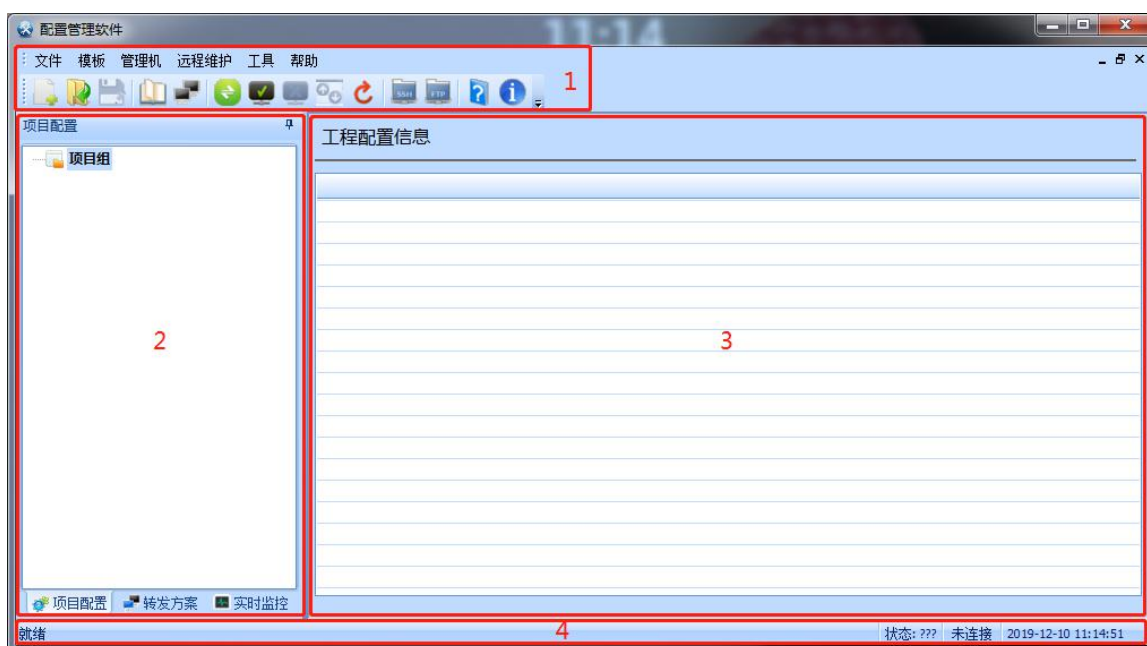 配置管理软件
11:14
文件 模板 管理机 远程维护 工具 帮助
SSH FTP
1
项目配置
项目组
2
工程配置信息
3
项目配置 转发方案 实时监控
就绪
4
状态: ??? 未连接 2019-12-10 11:14:51